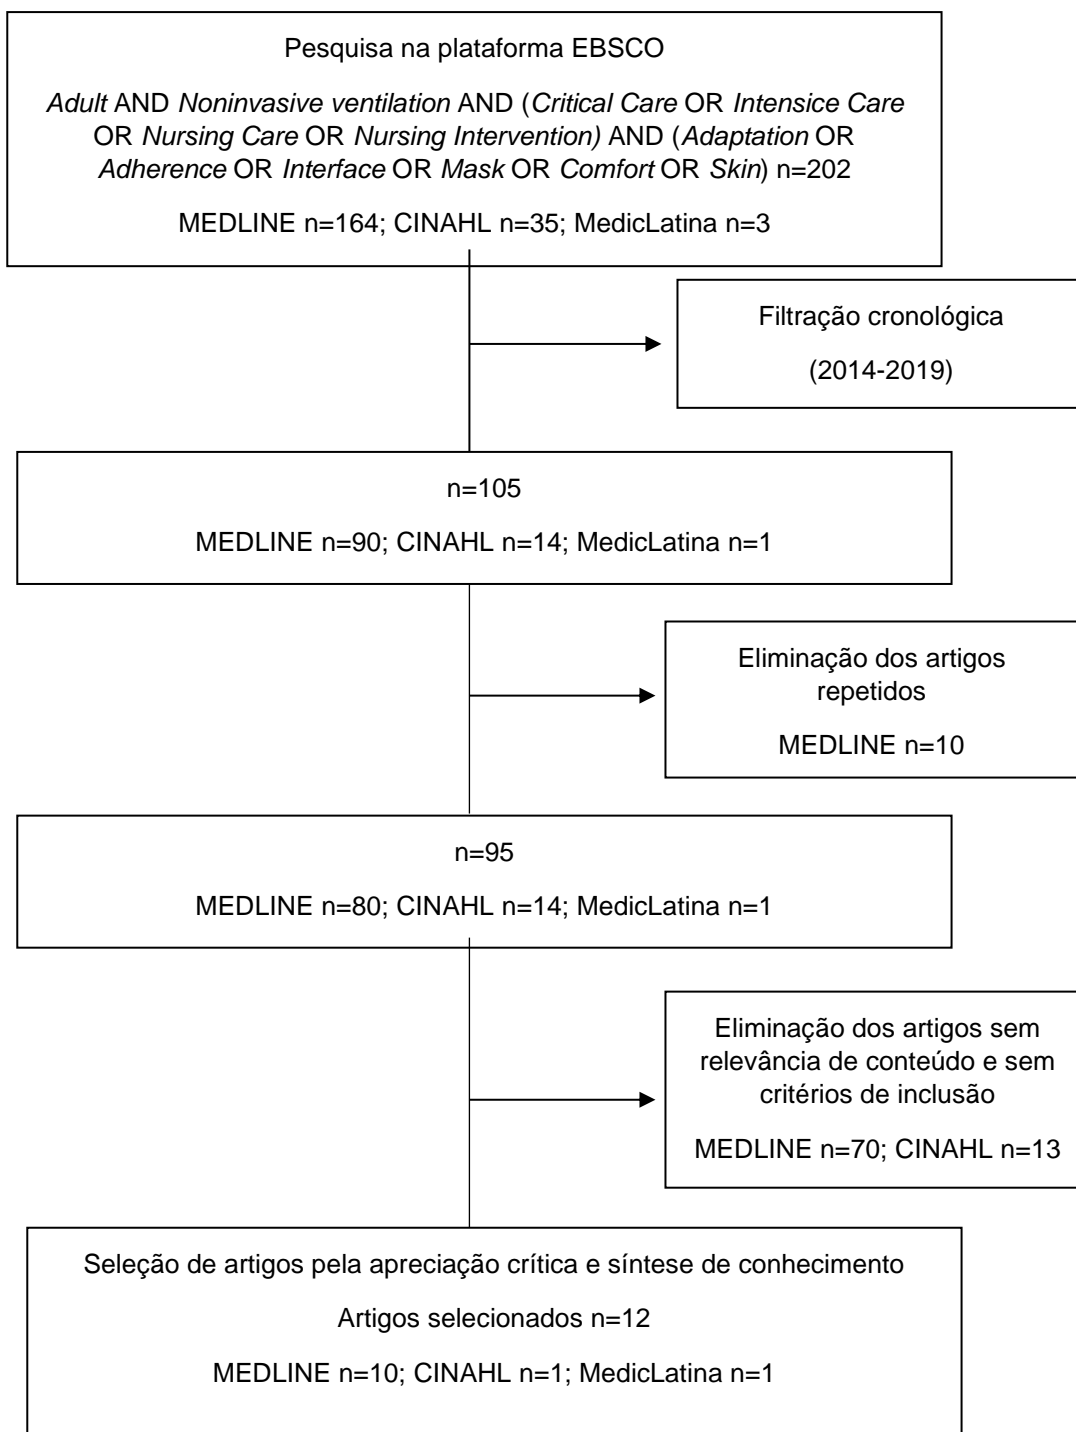 Pesquisa na plataforma EBSCO
Adult AND Noninvasive ventilation AND (Critical Care OR Intensice Care
OR Nursing Care OR Nursing Intervention) AND (Adaptation OR
Adherence OR Interface OR Mask OR Comfort OR Skin) n=202
MEDLINE n=164; CINAHL n=35; MedicLatina n=3
Filtração cronológica
(2014-2019)
n=105
MEDLINE n=90; CINAHL n=14; MedicLatina n=1
Eliminação dos artigos
repetidos
MEDLINE n=10
n=95
MEDLINE n=80; CINAHL n=14; MedicLatina n=1
Eliminação dos artigos sem
relevância de conteúdo e sem
critérios de inclusão
MEDLINE n=70; CINAHL n=13
Seleção de artigos pela apreciação crítica e síntese de conhecimento
Artigos selecionados n=12
MEDLINE n=10; CINAHL n=1; MedicLatina n=1